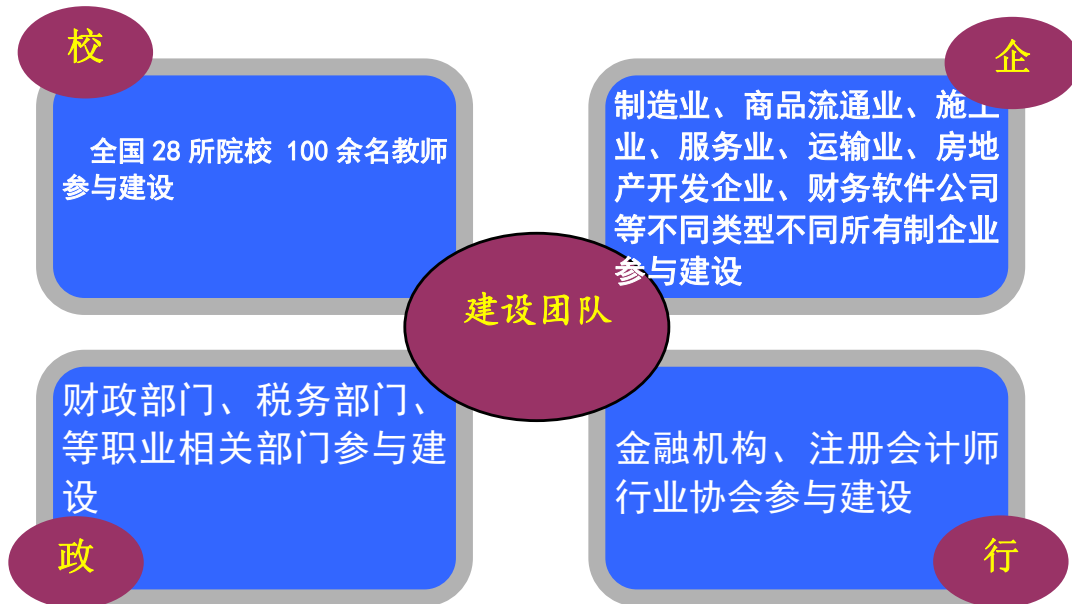 校
全国 28 所院校 100 余名教师
参与建设
企
制造业、商品流通业、施工
业、服务业、运输业、房地
产开发企业、财务软件公司
等不同类型不同所有制企业
参与建设
建设团队
财政部门、税务部门、
等职业相关部门参与建
设
政
金融机构、注册会计师
行业协会参与建设
行